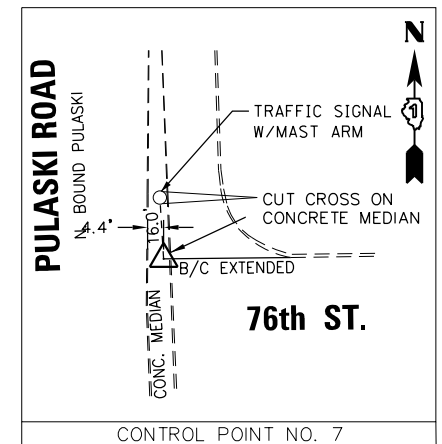 N
PULASKI ROAD
N BOUND PULASKI
TRAFFIC SIGNAL
W/MAST ARM
1
CUT CROSS ON
CONCRETE MEDIAN
4.4'
16.0'
B/C EXTENDED
76th ST.
CONC. MEDIAN
CONTROL POINT NO. 7